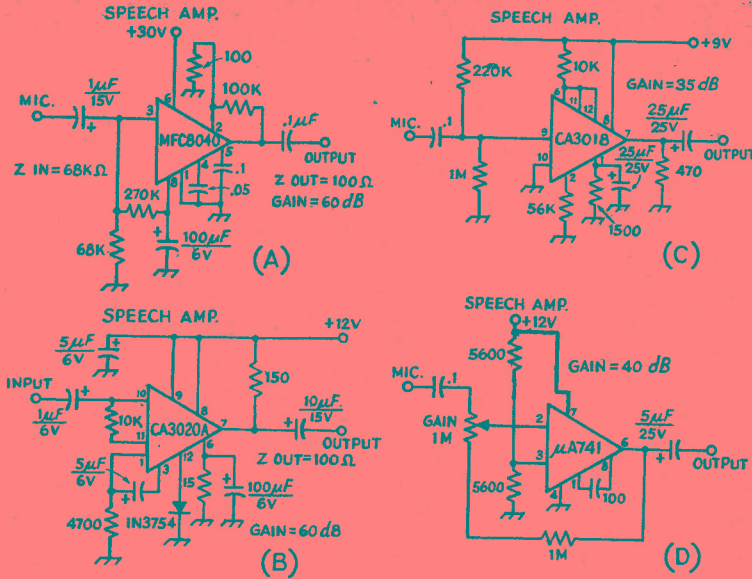 SPEECH AMP.
+30V
100
100K
1µF
15V
MIC.
3
6
2
MFC8040
.1µF
OUTPUT
5
Z IN = 68KΩ
8
1
4
.1
.05
Z OUT = 100Ω
GAIN = 60 dB
270K
68K
100µF
6V
(A)
SPEECH AMP.
+9V
220K
10K
GAIN = 35 dB
6
11
12
8
MIC.
.1
9
CA3018
7
25µF
25V
OUTPUT
10
1M
2
1
25µF
25V
470
56K
1500
(C)
SPEECH AMP.
+12V
5µF
6V
150
INPUT
1µF
6V
10
9
8
10K
CA3020A
7
10µF
15V
OUTPUT
Z OUT = 100Ω
11
1
3
12
6
5µF
6V
15
100µF
6V
4700
IN3754
GAIN = 60 dB
(B)
SPEECH AMP.
+12V
5600
GAIN = 40 dB
MIC.
.1
GAIN
1M
2
7
µA741
6
5µF
25V
OUTPUT
3
5600
4
1
8
100
1M
(D)